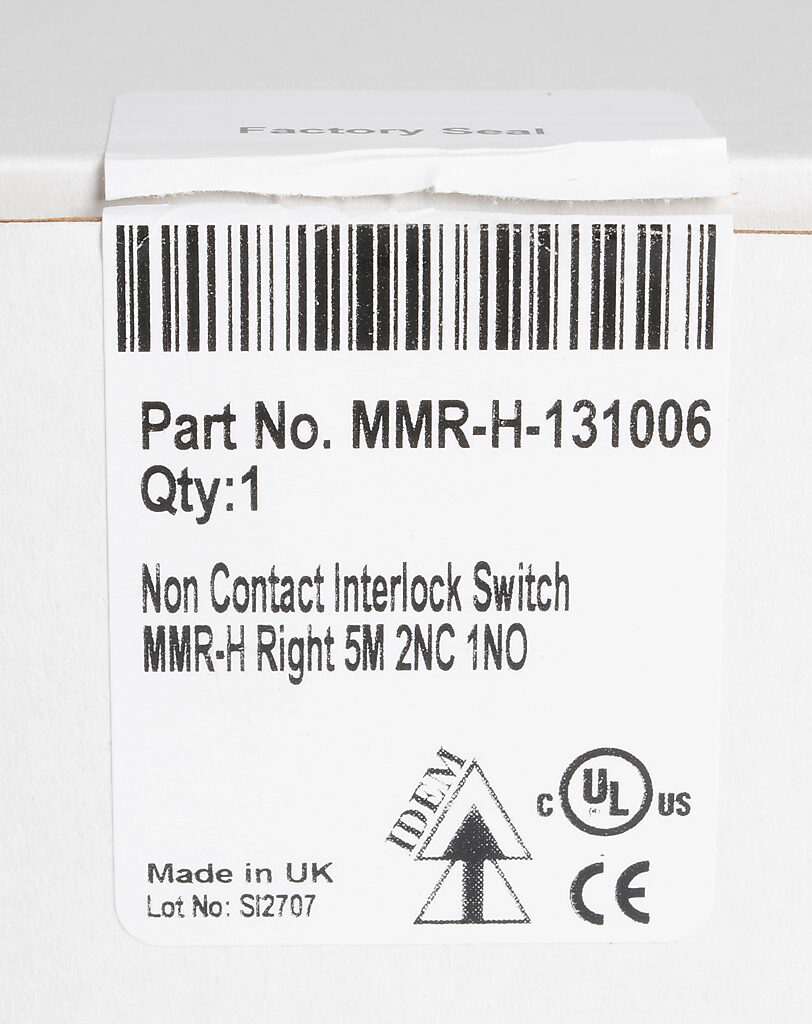 Factory Seal
Part No. MMR-H-131006
Qty:1
Non Contact Interlock Switch
MMR-H Right 5M 2NC 1NO
IDEM
C UL US
®
CE
Made in UK
Lot No: SI2707